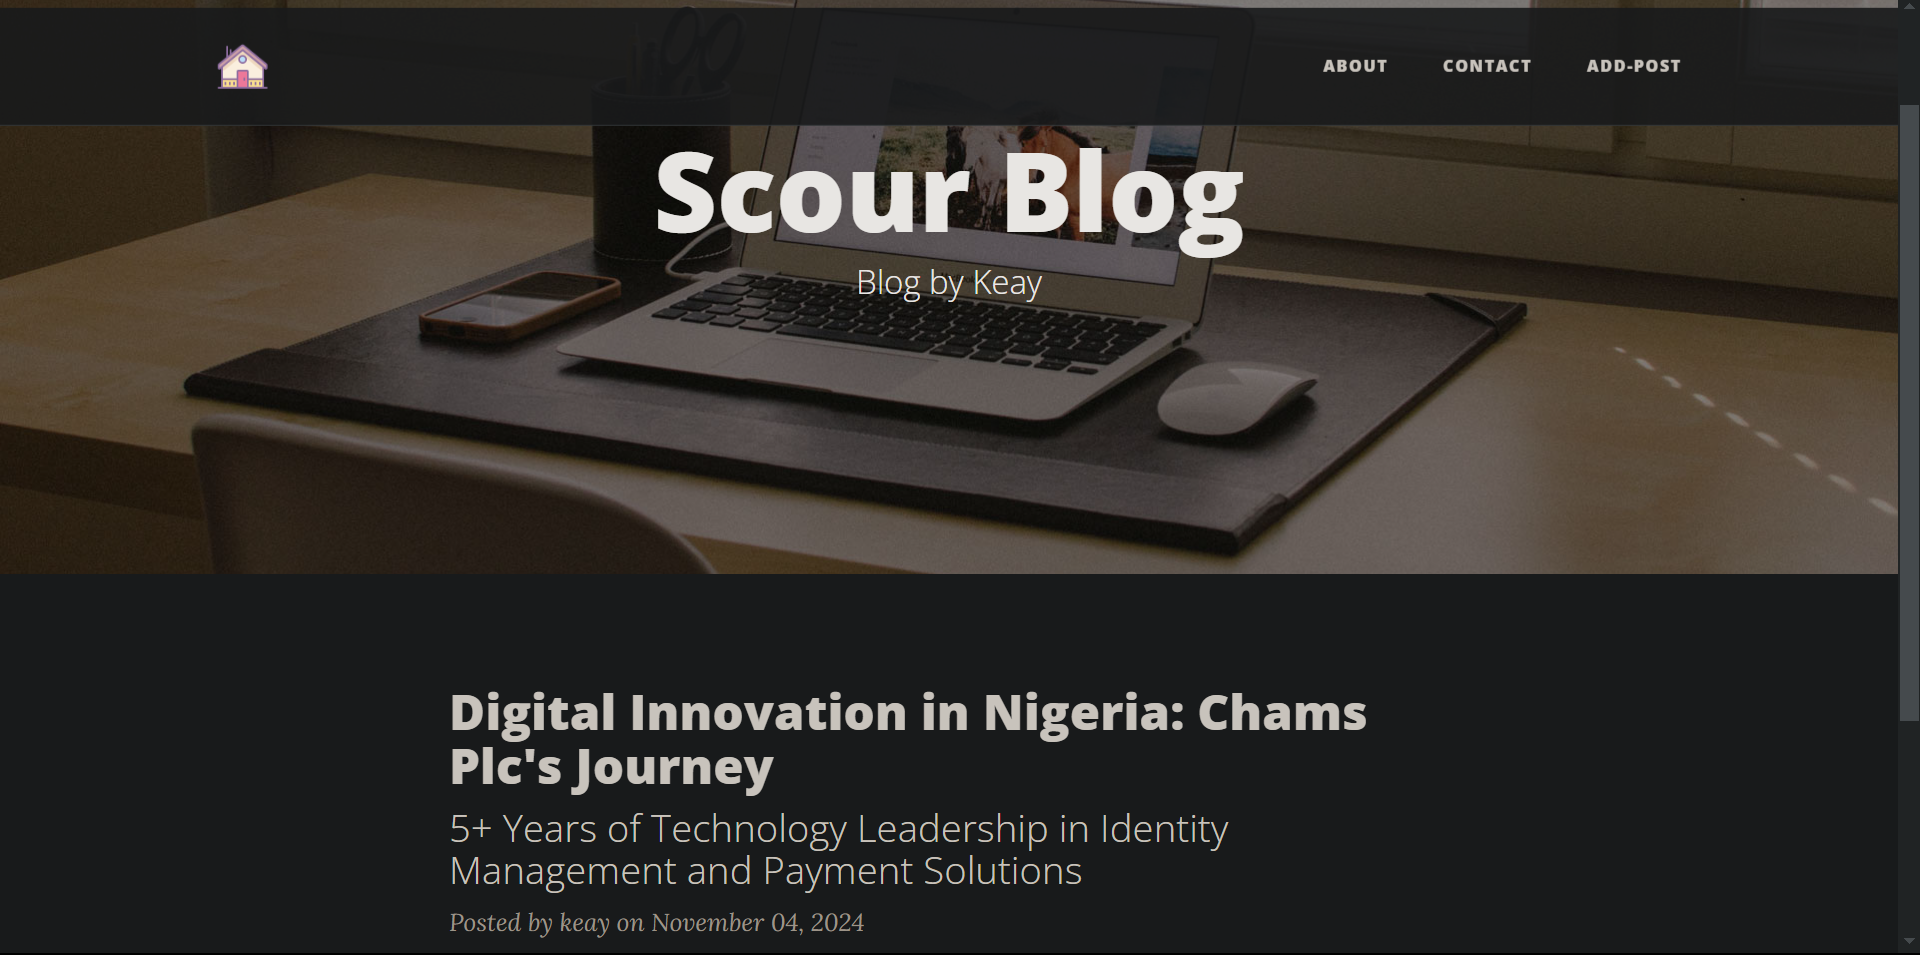 ABOUT CONTACT ADD-POST
Scour Blog
Blog by Keay
Digital Innovation in Nigeria: Chams
Plc's Journey
5+ Years of Technology Leadership in Identity
Management and Payment Solutions
Posted by keay on November 04, 2024